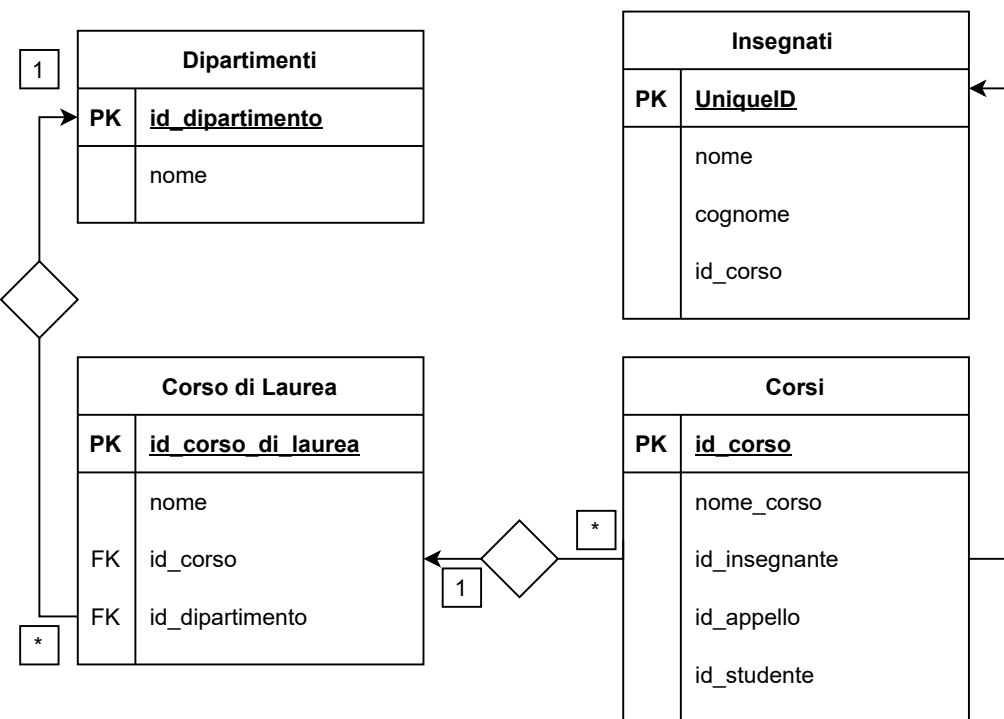 1
Dipartimenti
PK id_dipartimento
nome
Insegnati
PK UniqueID
nome
cognome
id_corso
Corso di Laurea
PK id_corso_di_laurea
nome
FK id_corso
FK id_dipartimento
*
1
*
Corsi
PK id_corso
nome_corso
id_insegnante
id_appello
id_studente